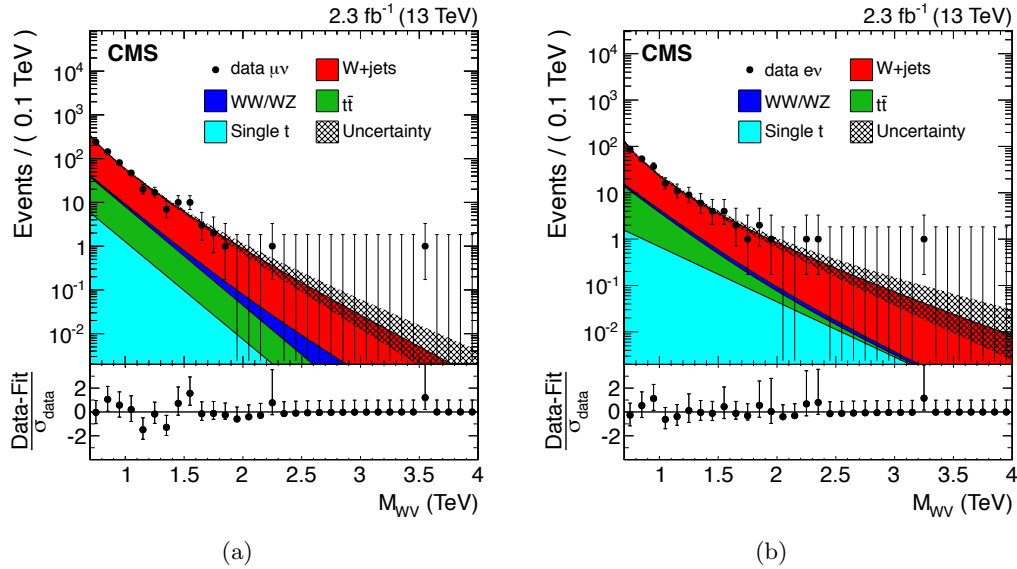 2.3 fb⁻¹ (13 TeV)
CMS
data μν
W+jets
WW/WZ
tt̄
Single t
Uncertainty
Events / ( 0.1 TeV )
10⁴
10³
10²
10
1
10⁻¹
10⁻²
Data-Fit
σdata
2
0
-2
1 1.5 2 2.5 3 3.5 4
M_WV (TeV)
(a)
2.3 fb⁻¹ (13 TeV)
CMS
data eν
W+jets
WW/WZ
tt̄
Single t
Uncertainty
Events / ( 0.1 TeV )
10⁴
10³
10²
10
1
10⁻¹
10⁻²
Data-Fit
σdata
2
0
-2
1 1.5 2 2.5 3 3.5 4
M_WV (TeV)
(b)